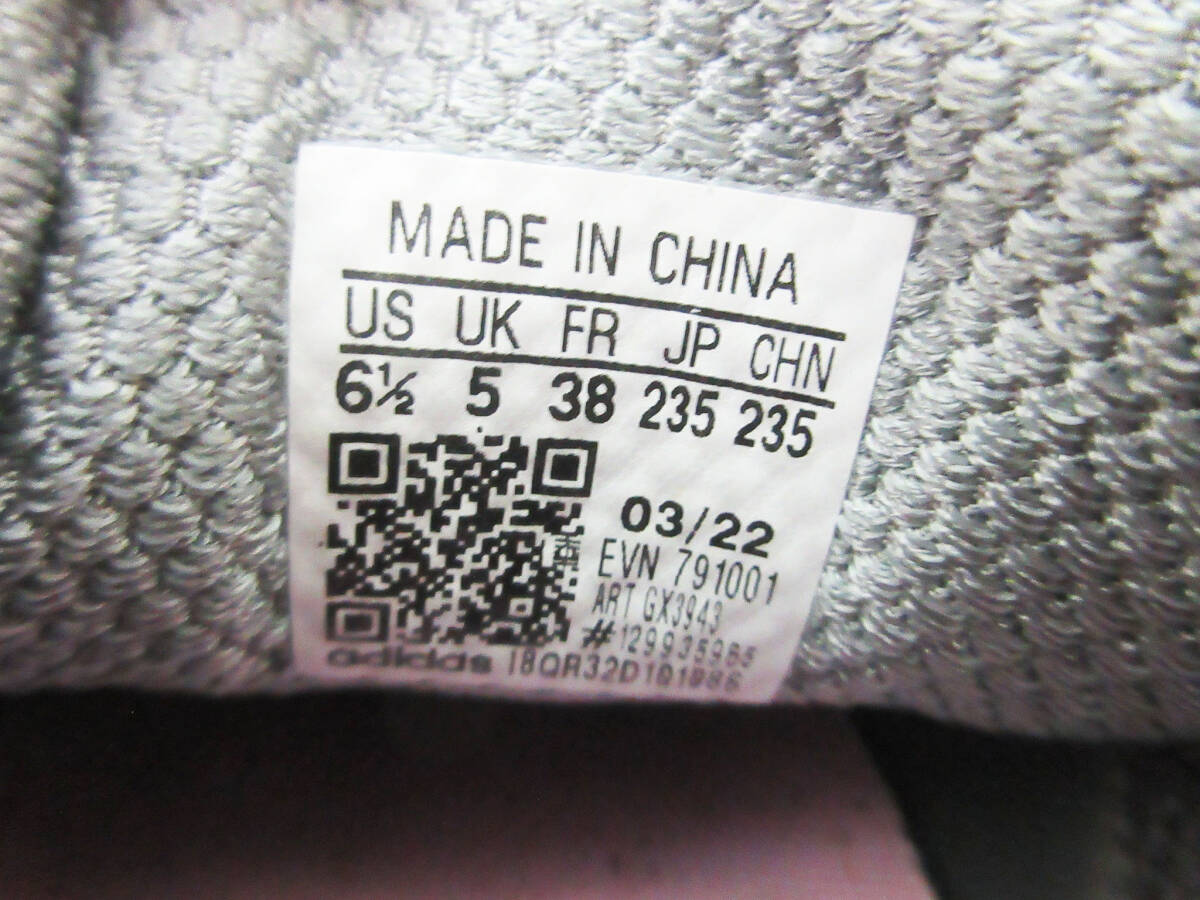 MADE IN CHINA
US UK FR JP CHN
6½ 5 38 235 235
03/22
EVN 791001
ART GX3943
#129935965
adidas